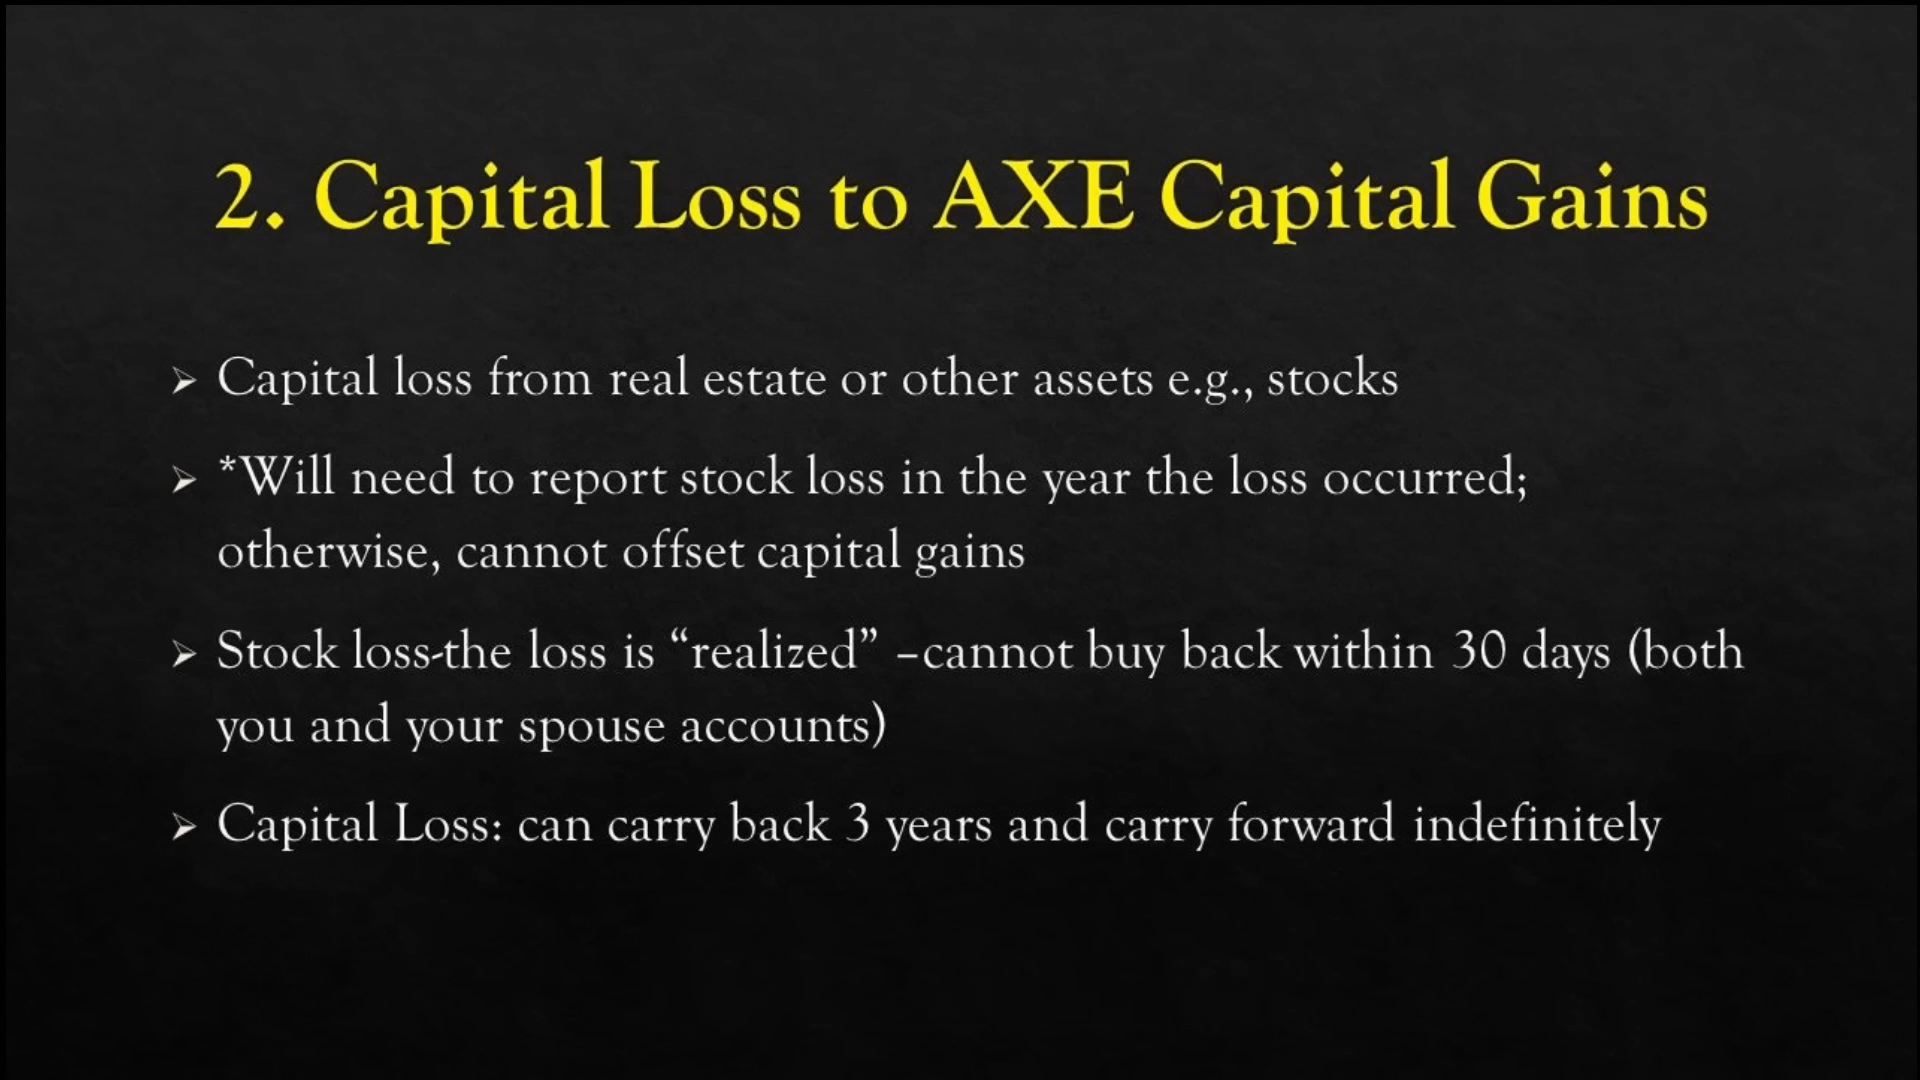 2. Capital Loss to AXE Capital Gains
➢ Capital loss from real estate or other assets e.g., stocks
➢ *Will need to report stock loss in the year the loss occurred;
otherwise, cannot offset capital gains
➢ Stock loss-the loss is “realized” –cannot buy back within 30 days (both
you and your spouse accounts)
➢ Capital Loss: can carry back 3 years and carry forward indefinitely